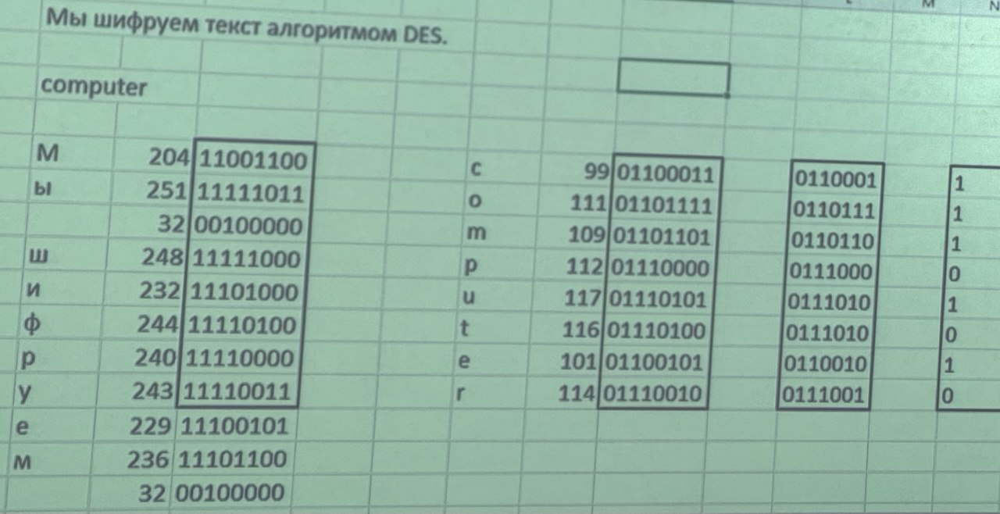 M N
Мы шифруем текст алгоритмом DES.
computer
М 204 11001100
ы 251 11111011 c 99 01100011 0110001 1
32 00100000 o 111 01101111 0110111 1
ш 248 11111000 m 109 01101101 0110110 1
и 232 11101000 p 112 01110000 0111000 0
ф 244 11110100 u 117 01110101 0111010 1
р 240 11110000 t 116 01110100 0111010 0
у 243 11110011 e 101 01100101 0110010 1
е 229 11100101 r 114 01110010 0111001 0
м 236 11101100
32 00100000